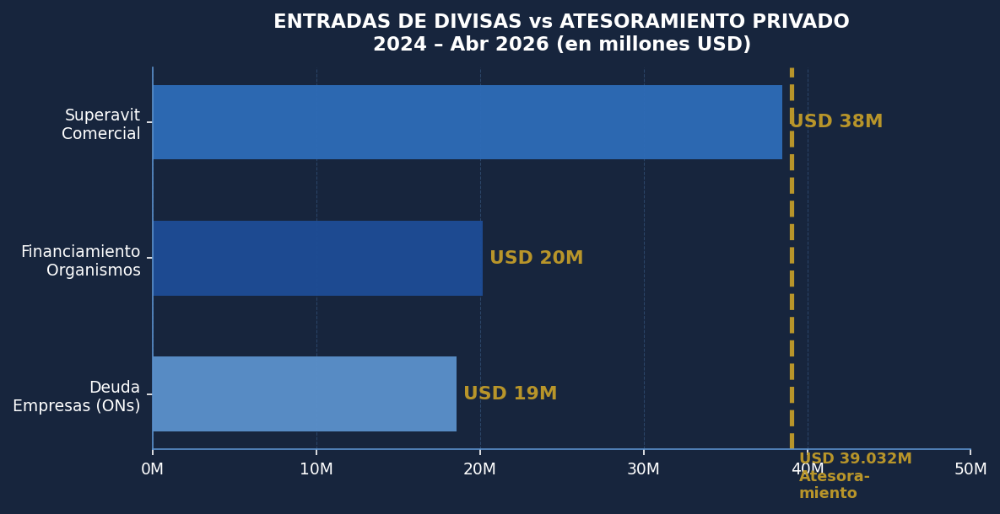 ENTRADAS DE DIVISAS vs ATESORAMIENTO PRIVADO
2024 – Abr 2026 (en millones USD)
Superavit
Comercial
USD 38M
Financiamiento
Organismos
USD 20M
Deuda
Empresas (ONs)
USD 19M
0M
10M
20M
30M
40M
50M
USD 39.032M
Atesora-
miento